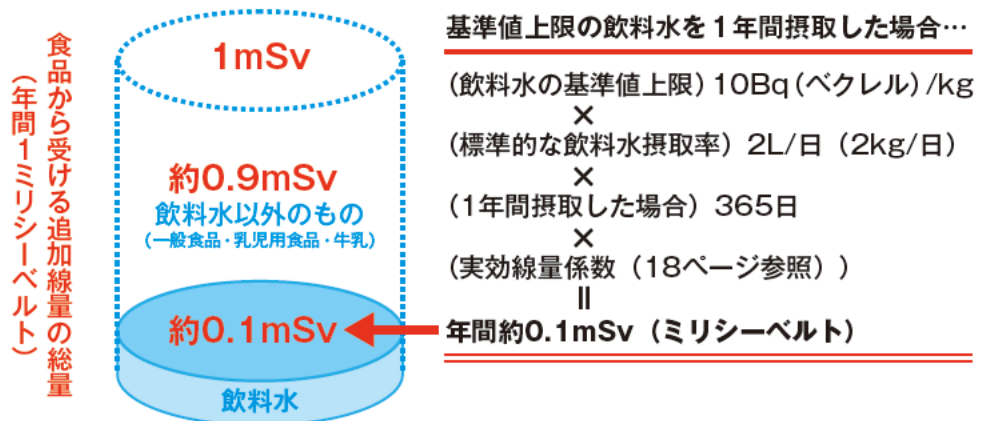 食品から受ける追加線量の総量
（年間1ミリシーベルト）
1mSv
約0.9mSv
飲料水以外のもの
（一般食品・乳児用食品・牛乳）
約0.1mSv
飲料水
基準値上限の飲料水を1年間摂取した場合…
（飲料水の基準値上限）10Bq（ベクレル）/kg
×
（標準的な飲料水摂取率）2L/日（2kg/日）
×
（1年間摂取した場合）365日
×
（実効線量係数（18ページ参照））
＝
年間約0.1mSv（ミリシーベルト）